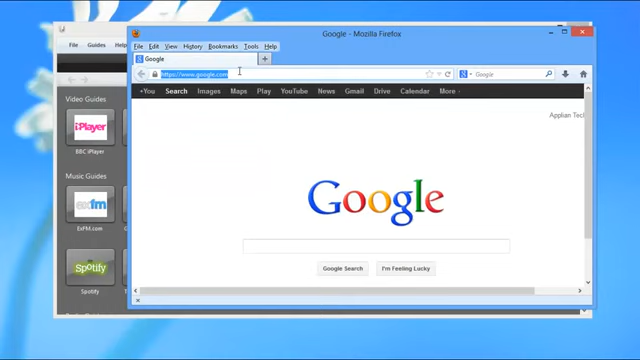 Google - Mozilla Firefox
File Edit View History Bookmarks Tools Help
Google
https://www.google.com
Google
+You Search Images Maps Play YouTube News Gmail Drive Calendar More
Applian Tech
Google
Google Search I'm Feeling Lucky
File Guides Help
Video Guides
iPlayer
BBC iPlayer
Music Guides
exfm
ExFM.com
Spotify
Spotify